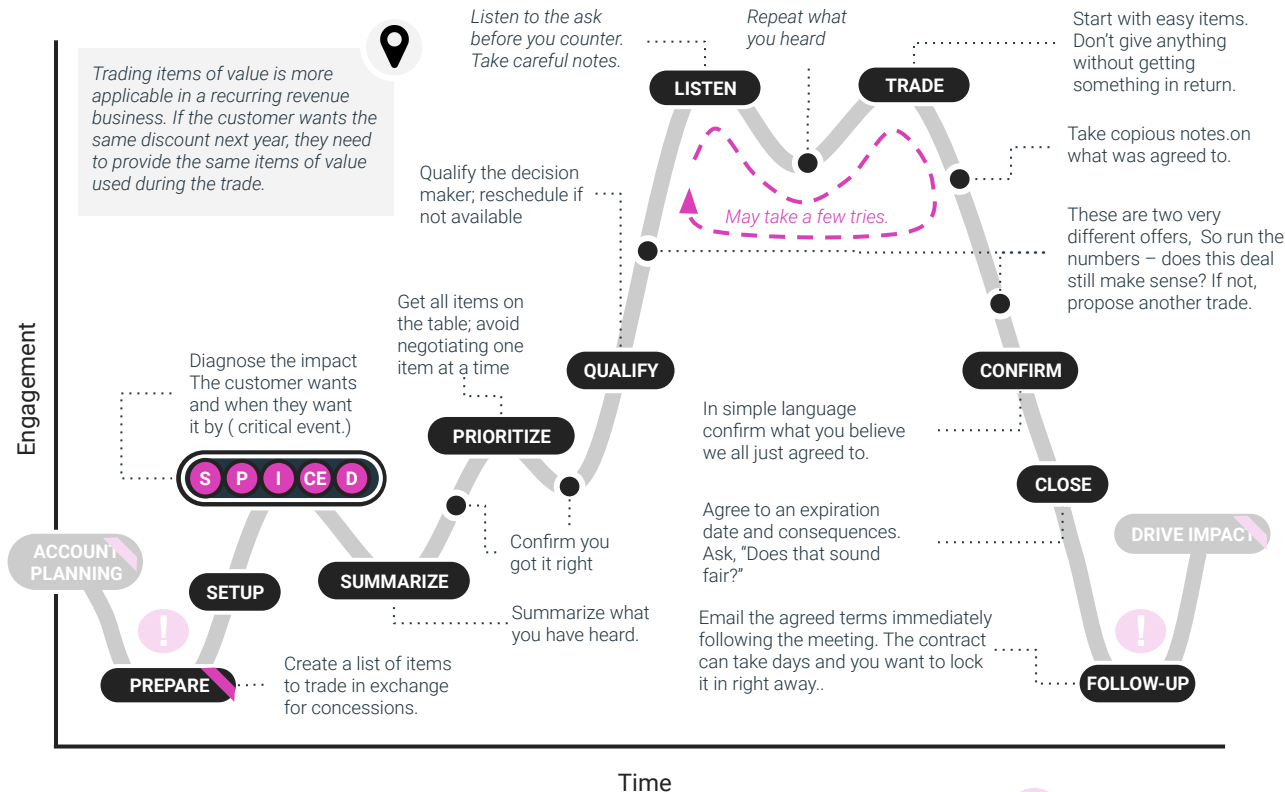 Trading items of value is more
applicable in a recurring revenue
business. If the customer wants the
same discount next year, they need
to provide the same items of value
used during the trade.
Listen to the ask
before you counter.
Take careful notes.
Repeat what
you heard
Start with easy items.
Don’t give anything
without getting
something in return.
LISTEN
TRADE
Take copious notes.on
what was agreed to.
Qualify the decision
maker; reschedule if
not available
May take a few tries.
These are two very
different offers, So run the
numbers – does this deal
still make sense? If not,
propose another trade.
Get all items on
the table; avoid
negotiating one
item at a time
Diagnose the impact
The customer wants
and when they want
it by ( critical event.)
QUALIFY
CONFIRM
PRIORITIZE
In simple language
confirm what you believe
we all just agreed to.
S P I CE D
CLOSE
Agree to an expiration
date and consequences.
Ask, “Does that sound
fair?”
Confirm you
got it right
ACCOUNT
PLANNING
DRIVE IMPACT
SETUP
SUMMARIZE
Summarize what
you have heard.
Email the agreed terms immediately
following the meeting. The contract
can take days and you want to lock
it in right away..
!
!
PREPARE
Create a list of items
to trade in exchange
for concessions.
FOLLOW-UP
Engagement
Time